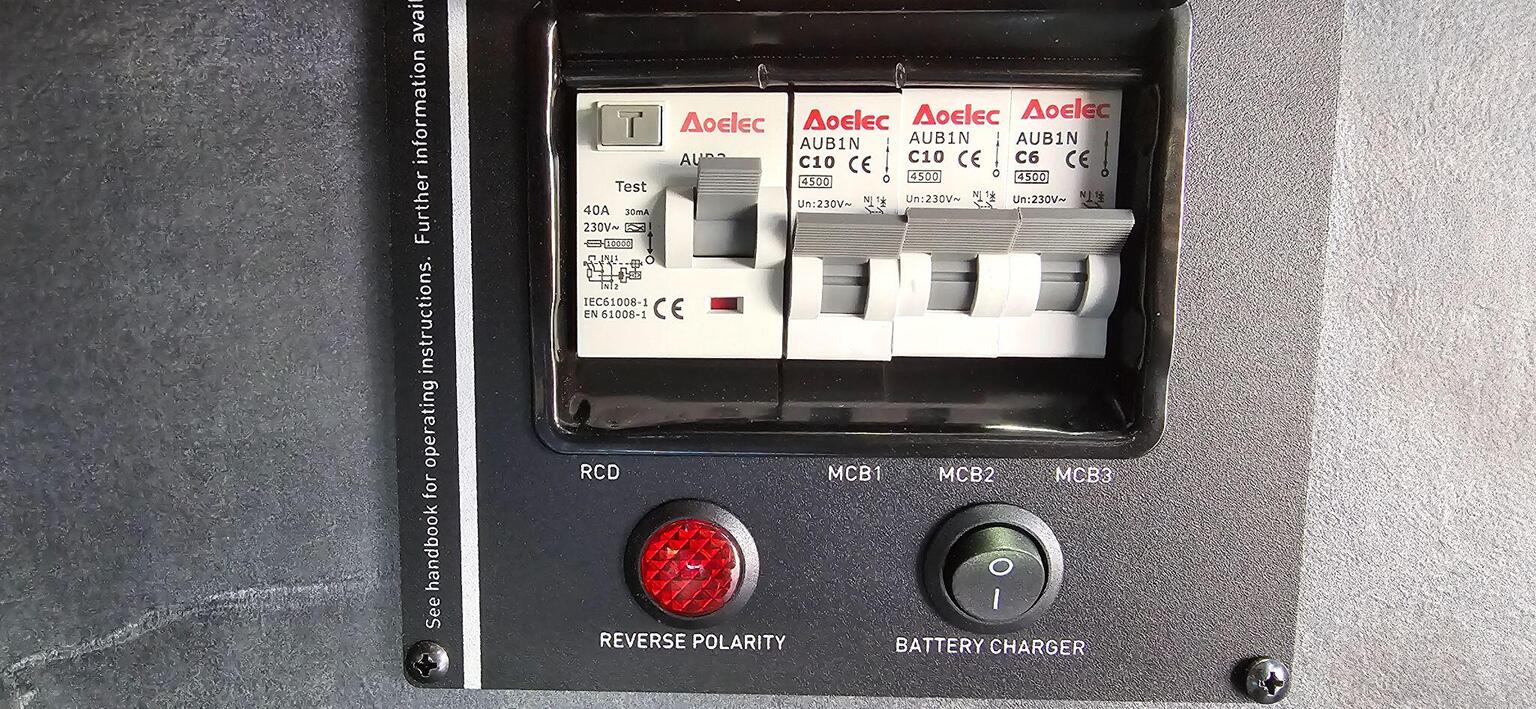 See handbook for operating instructions. Further information avai
T
Aoelec
Test
40A 30mA
230V~
10000
N 1
N 2
IEC61008-1
EN 61008-1
CE
Aoelec
AUB1N
C10 CE
4500
Un:230V~
Aoelec
AUB1N
C10 CE
4500
Un:230V~
Aoelec
AUB1N
C6 CE
4500
Un:230V~
RCD MCB1 MCB2 MCB3
O
I
REVERSE POLARITY BATTERY CHARGER